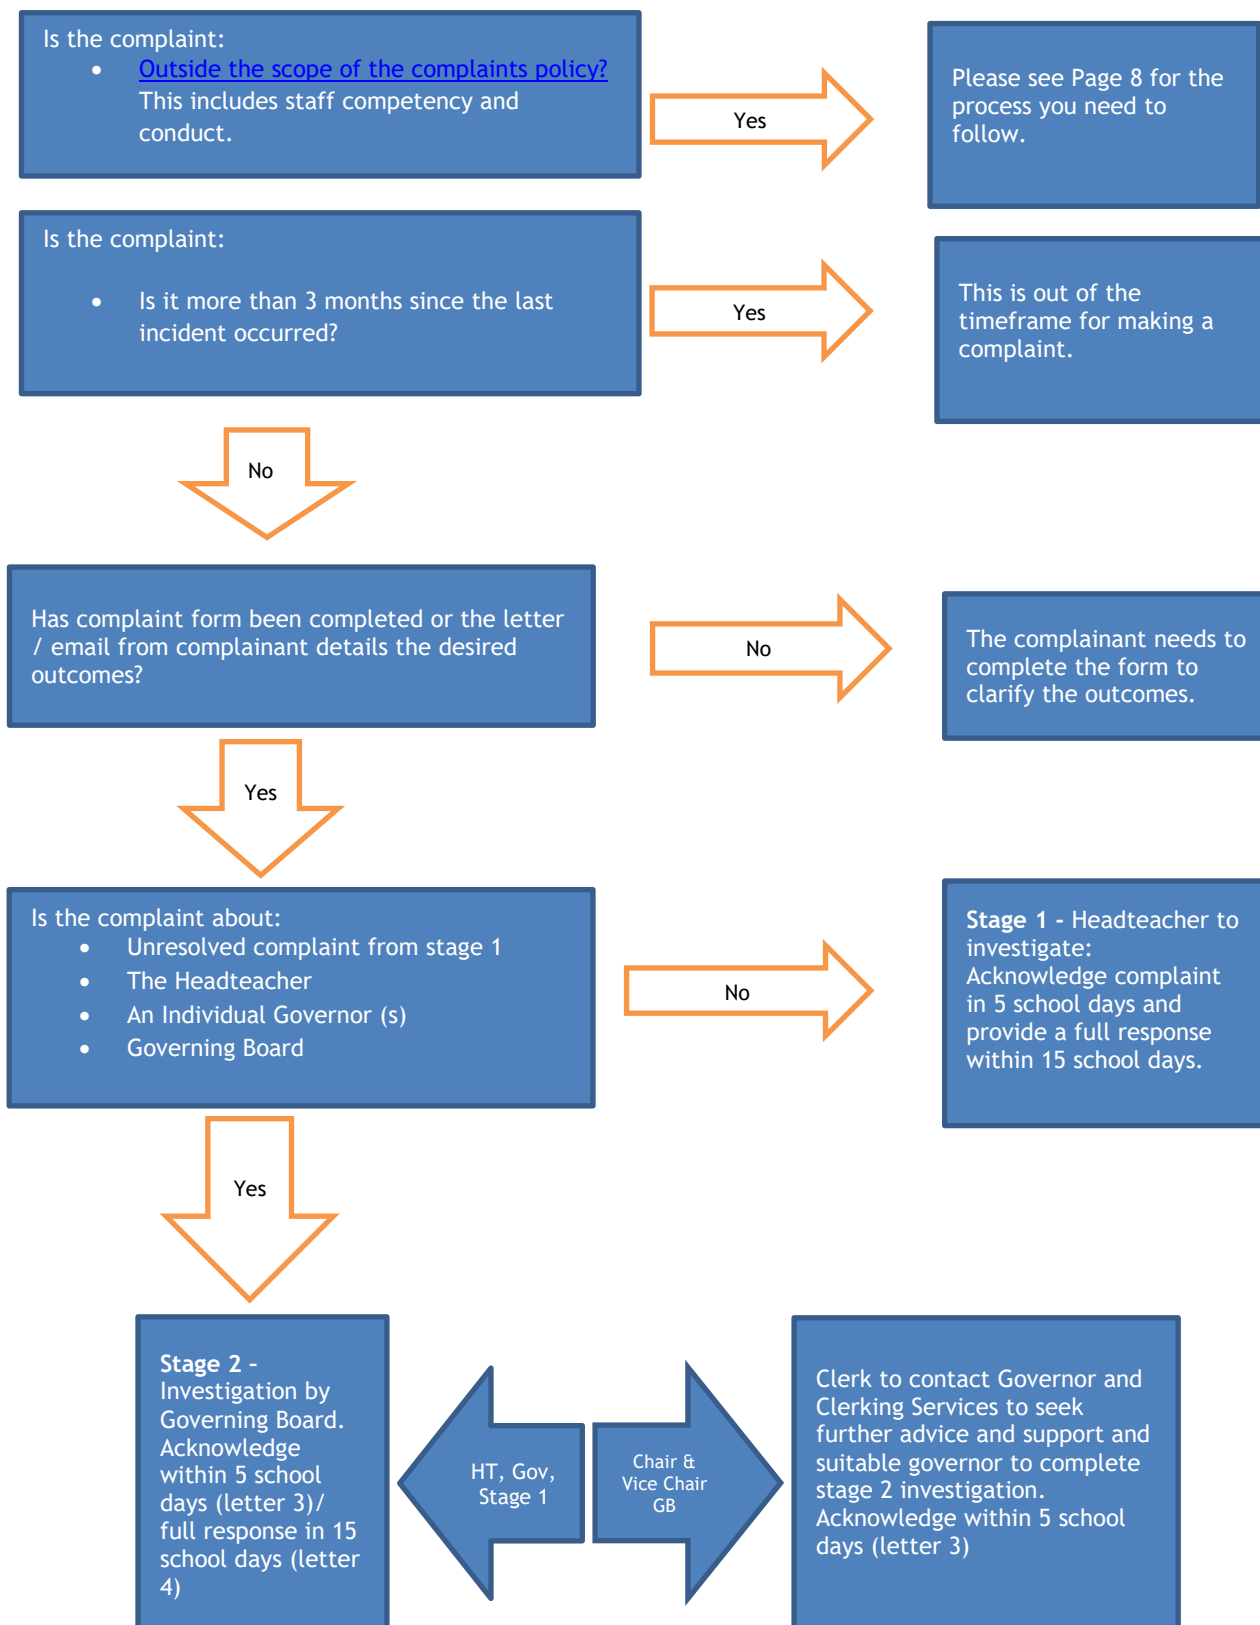 Is the complaint:
• Outside the scope of the complaints policy?
This includes staff competency and
conduct.
Yes
Please see Page 8 for the
process you need to
follow.
Is the complaint:
• Is it more than 3 months since the last
incident occurred?
Yes
This is out of the
timeframe for making a
complaint.
No
Has complaint form been completed or the letter
/ email from complainant details the desired
outcomes?
No
The complainant needs to
complete the form to
clarify the outcomes.
Yes
Is the complaint about:
• Unresolved complaint from stage 1
• The Headteacher
• An Individual Governor (s)
• Governing Board
No
Stage 1 - Headteacher to
investigate:
Acknowledge complaint
in 5 school days and
provide a full response
within 15 school days.
Yes
Stage 2 –
Investigation by
Governing Board.
Acknowledge
within 5 school
days (letter 3)/
full response in 15
school days (letter
4)
HT, Gov,
Stage 1
Chair &
Vice Chair
GB
Clerk to contact Governor and
Clerking Services to seek
further advice and support and
suitable governor to complete
stage 2 investigation.
Acknowledge within 5 school
days (letter 3)